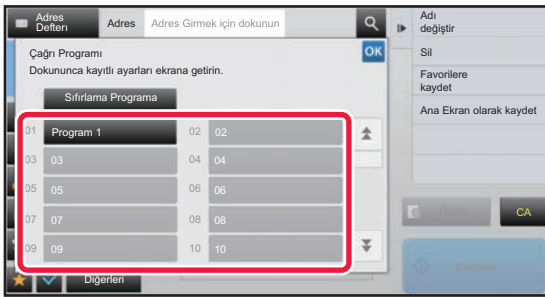 Adres
Defteri
Adres
Adres Girmek için dokunun
Çağrı Programı
OK
Dokununca kayıtlı ayarları ekrana getirin.
Sıfırlama Programa
01 Program 1
02 02
03 03
04 04
05 05
06 06
07 07
08 08
09 09
10 10
Diğerleri
Adı
değiştir
Sil
Favorilere
kaydet
Ana Ekran olarak kaydet
CA